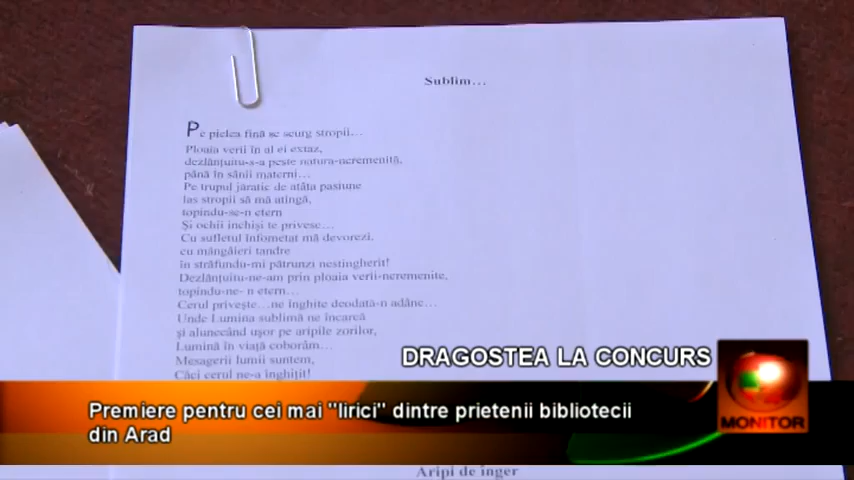 Sublim...
Pe pielea fină se scurg stropii...
Ploaia verii în al ei extaz,
dezlănțuitu-s-a peste natura-ncremenită,
până în sânii materni...
Pe trupul jăratic de atâta pasiune
las stropii să mă atingă,
topindu-se-n etern
Și ochii închiși te privesc...
Cu sufletul înfometat mă devorezi,
cu mângâieri tandre
în străfundu-mi pătrunzi nestingherit!
Dezlănțuitu-ne-am prin ploaia verii-ncremenite,
topindu-ne- n etern...
Cerul privește...ne înghite deodată-n adânc...
Unde Lumina sublimă ne încarcă
și alunecând ușor pe aripile zorilor,
Lumină în viață coborâm...
Mesagerii lumii suntem,
Căci cerul ne-a înghițit!
DRAGOSTEA LA CONCURS
Premiere pentru cei mai "lirici" dintre prietenii bibliotecii
din Arad
MONITOR
Aripi de înger